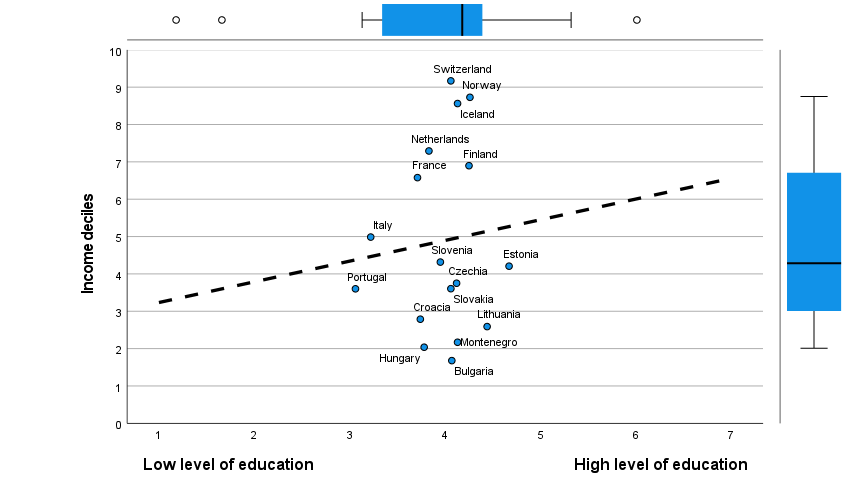 10
Switzerland
9
Norway
Iceland
8
Netherlands
7
Finland
France
6
Italy
5
Slovenia
Estonia
4
Czechia
Portugal
Slovakia
3
Croacia
Lithuania
2
Montenegro
Hungary
Bulgaria
1
0
Income deciles
1 2 3 4 5 6 7
Low level of education High level of education